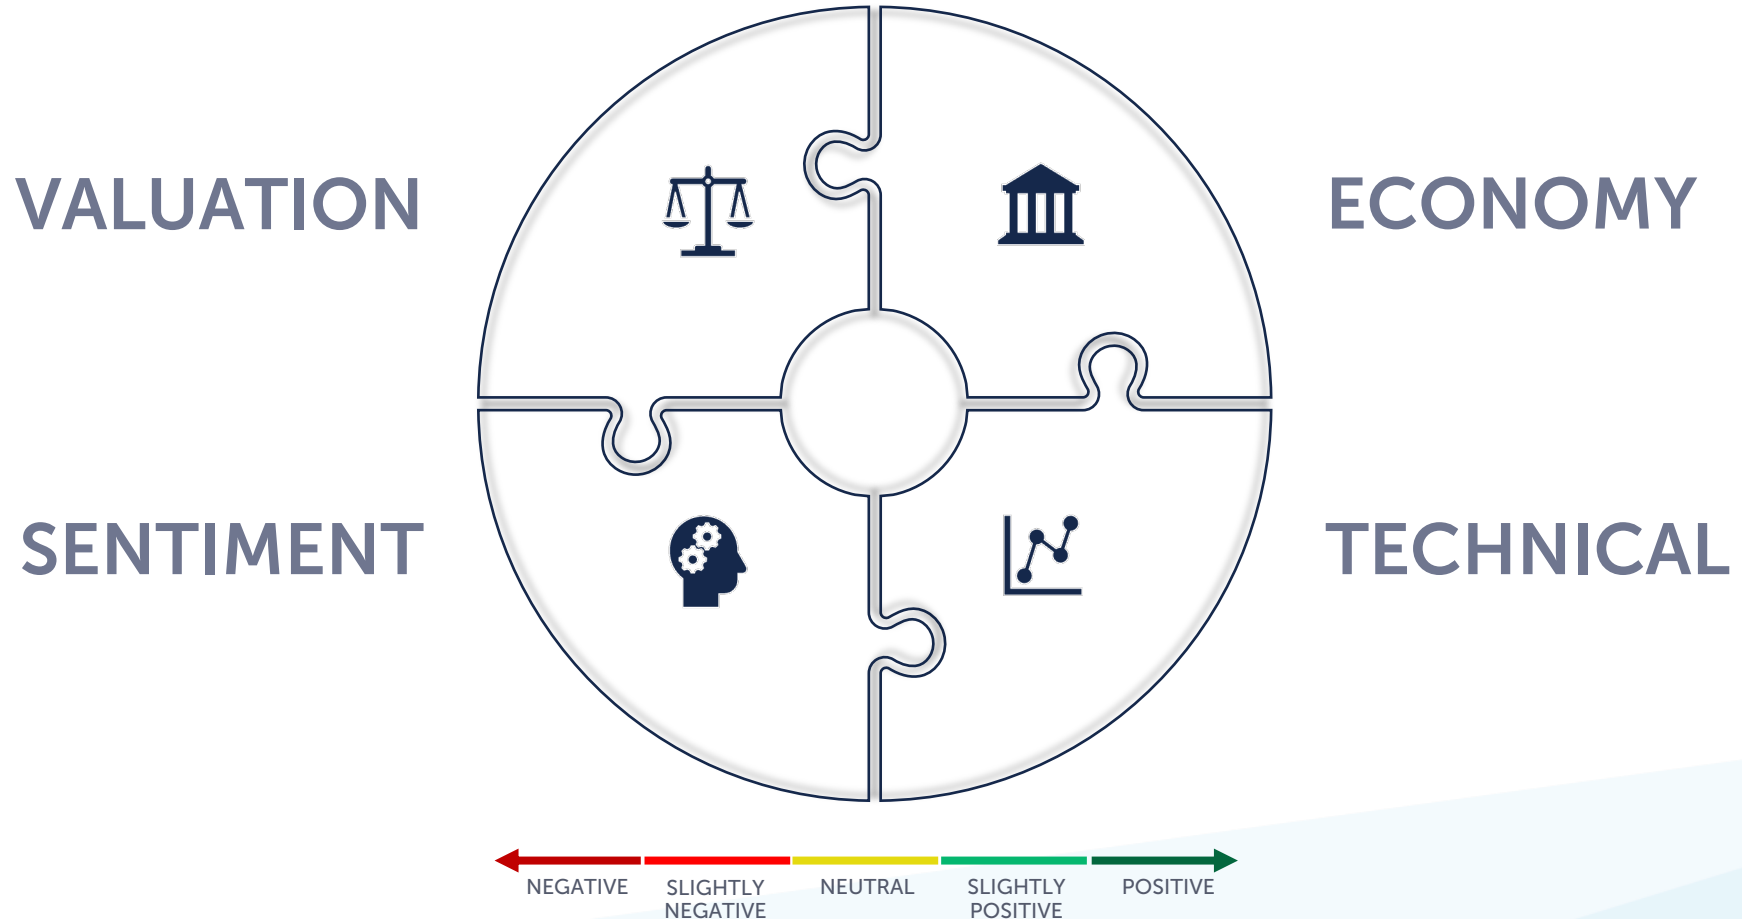 VALUATION
ECONOMY
SENTIMENT
TECHNICAL
NEGATIVE
SLIGHTLY
NEGATIVE
NEUTRAL
SLIGHTLY
POSITIVE
POSITIVE